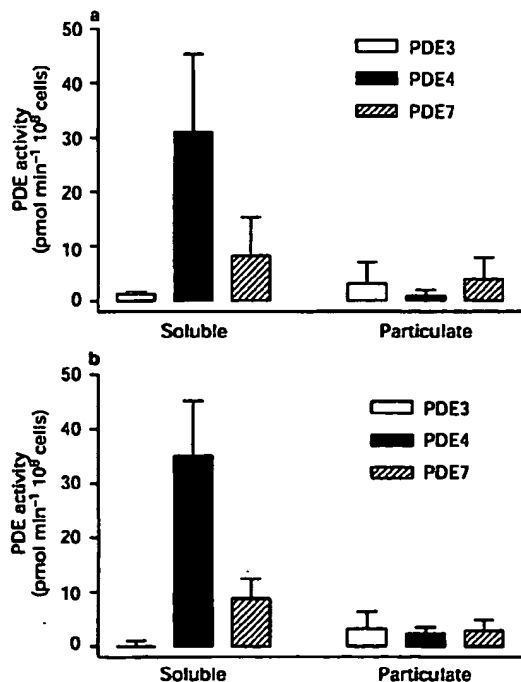 a
50
40
30
20
10
0
PDE activity
(pmol min⁻¹ 10⁸ cells)
PDE3
PDE4
PDE7
Soluble Particulate
b
50
40
30
20
10
0
PDE activity
(pmol min⁻¹ 10⁸ cells)
PDE3
PDE4
PDE7
Soluble Particulate